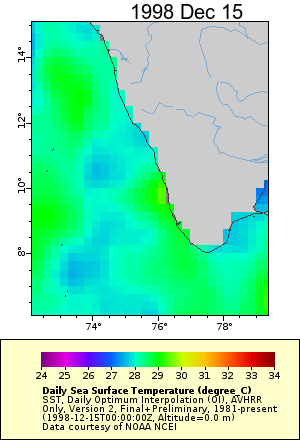 1998 Dec 15
14°
12°
10°
8°
74° 76° 78°
24 25 26 27 28 29 30 31 32 33 34
Daily Sea Surface Temperature (degree_C)
SST, Daily Optimum Interpolation (OI), AVHRR
Only, Version 2, Final+Preliminary, 1981-present
(1998-12-15T00:00:00Z, Altitude=0.0 m)
Data courtesy of NOAA NCEI